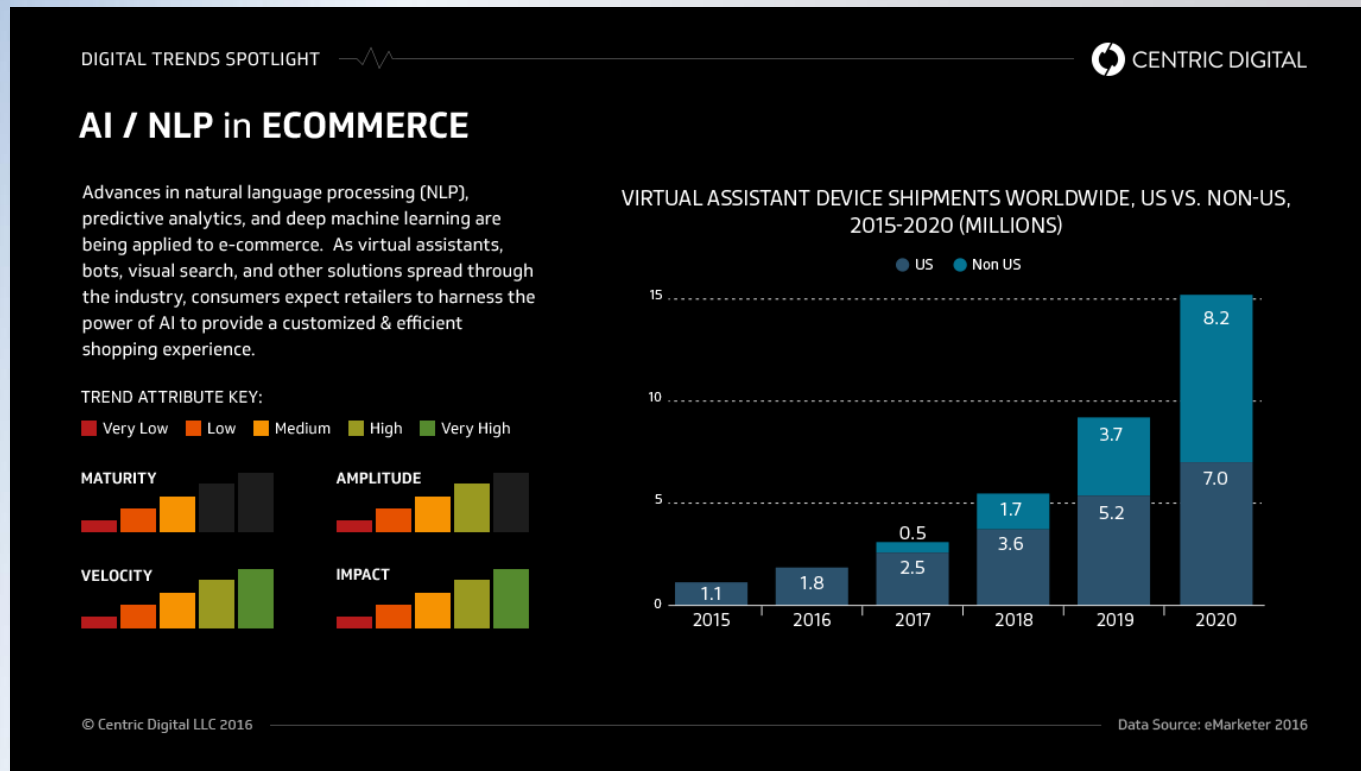 DIGITAL TRENDS SPOTLIGHT
CENTRIC DIGITAL
AI / NLP in ECOMMERCE
Advances in natural language processing (NLP),
predictive analytics, and deep machine learning are
being applied to e-commerce.  As virtual assistants,
bots, visual search, and other solutions spread through
the industry, consumers expect retailers to harness the
power of AI to provide a customized & efficient
shopping experience.
TREND ATTRIBUTE KEY:
Very Low Low Medium High Very High
MATURITY
AMPLITUDE
VELOCITY
IMPACT
VIRTUAL ASSISTANT DEVICE SHIPMENTS WORLDWIDE, US VS. NON-US,
2015-2020 (MILLIONS)
US Non US
15
10
5
0
1.1
1.8
0.5
2.5
1.7
3.6
3.7
5.2
8.2
7.0
2015 2016 2017 2018 2019 2020
© Centric Digital LLC 2016
Data Source: eMarketer 2016